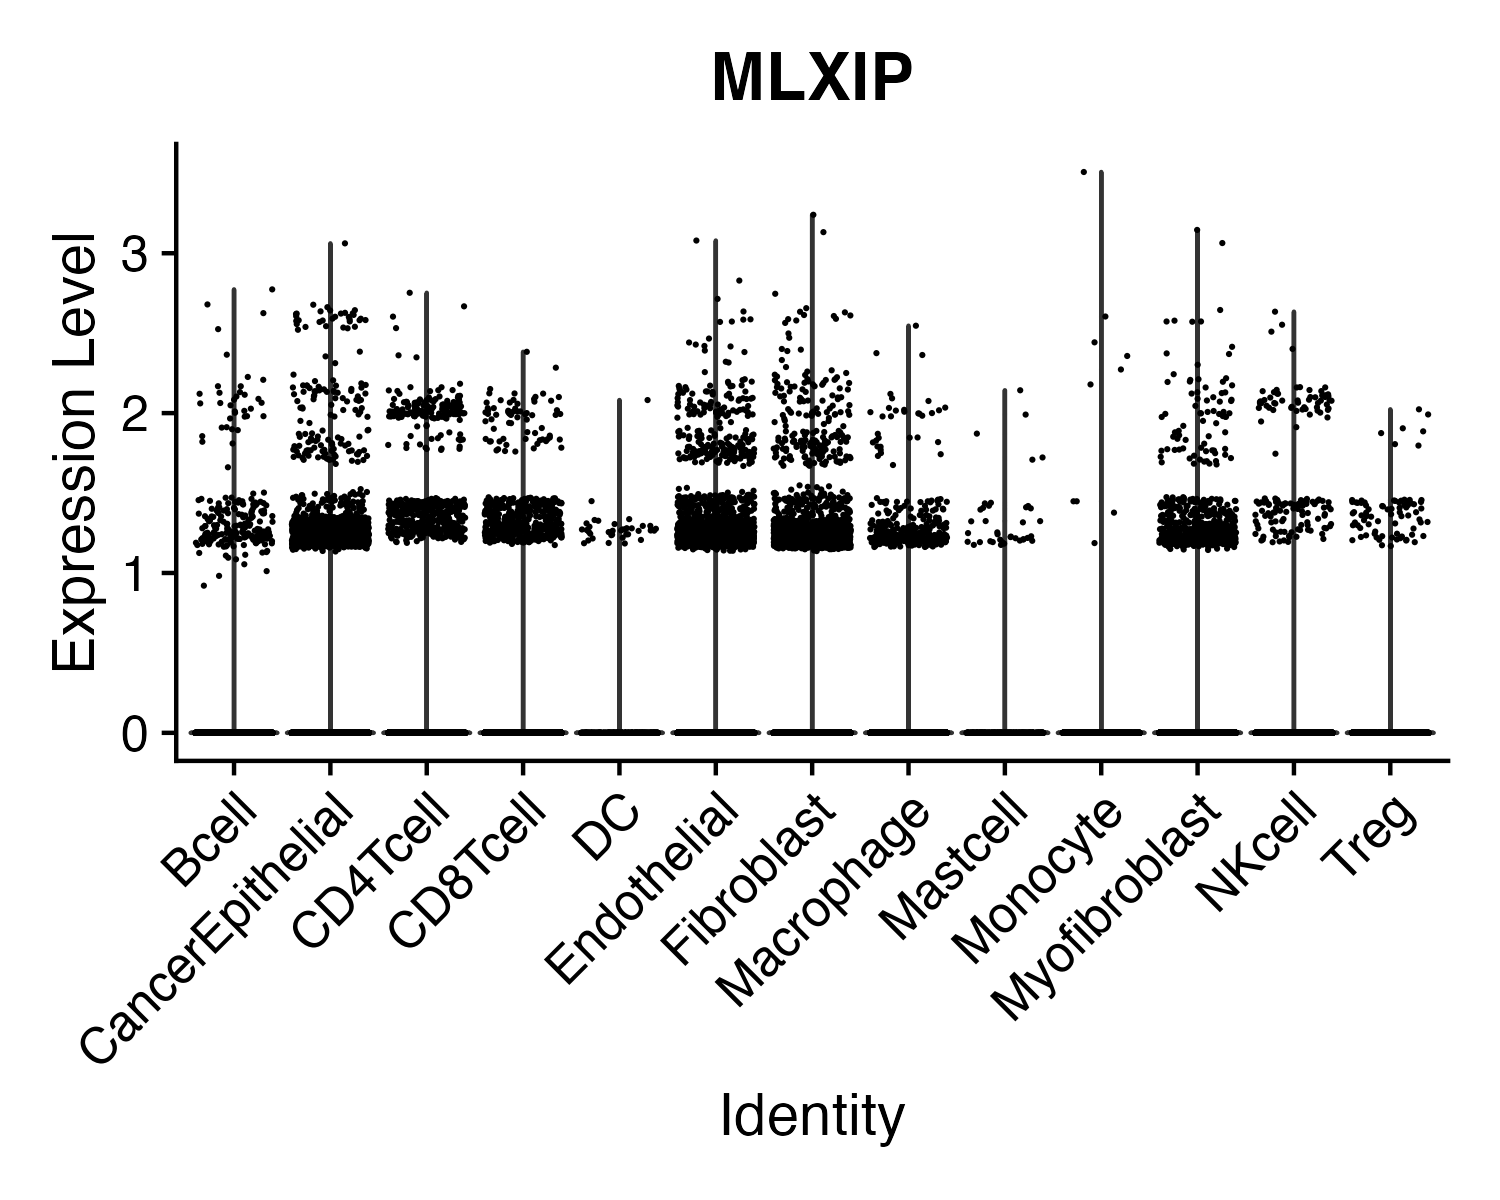 MLXIP
Expression Level
3
2
1
0
Bcell
CancerEpithelial
CD4Tcell
CD8Tcell
DC
Endothelial
Fibroblast
Macrophage
Mastcell
Monocyte
Myofibroblast
NKcell
Treg
Identity